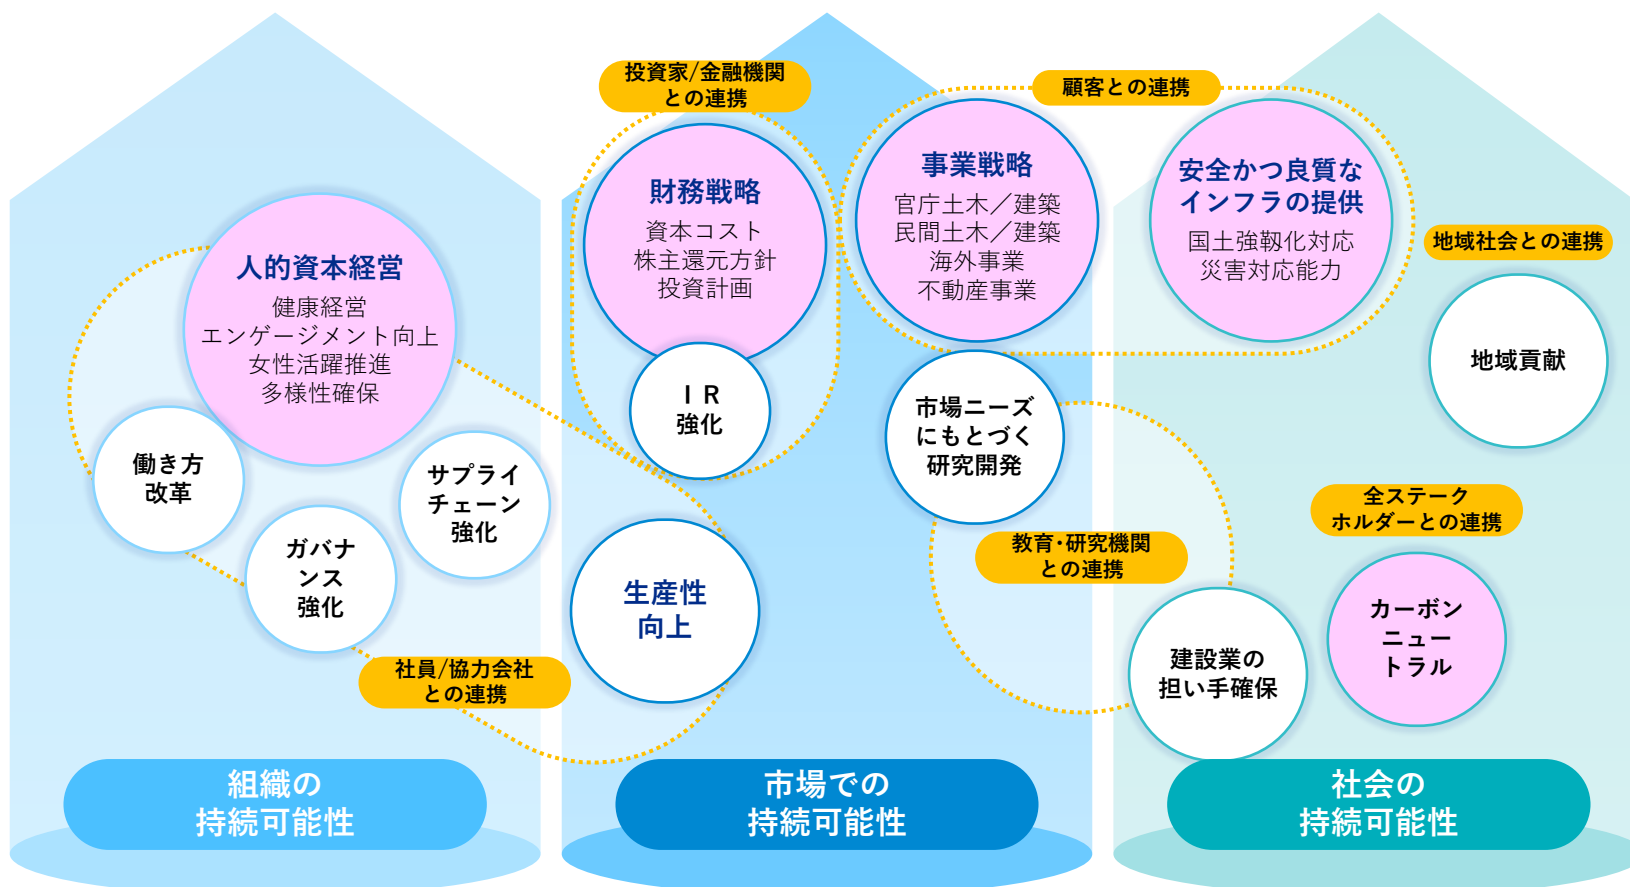 人的資本経営
健康経営
エンゲージメント向上
女性活躍推進
多様性確保
働き方
改革
ガバナ
ンス
強化
サプライ
チェーン
強化
社員/協力会社
との連携
組織の
持続可能性
投資家/金融機関
との連携
財務戦略
資本コスト
株主還元方針
投資計画
ＩＲ
強化
生産性
向上
事業戦略
官庁土木／建築
民間土木／建築
海外事業
不動産事業
市場ニーズ
にもとづく
研究開発
教育・研究機関
との連携
市場での
持続可能性
顧客との連携
安全かつ良質な
インフラの提供
国土強靱化対応
災害対応能力
地域社会との連携
地域貢献
全ステーク
ホルダーとの連携
カーボン
ニュー
トラル
建設業の
担い手確保
社会の
持続可能性